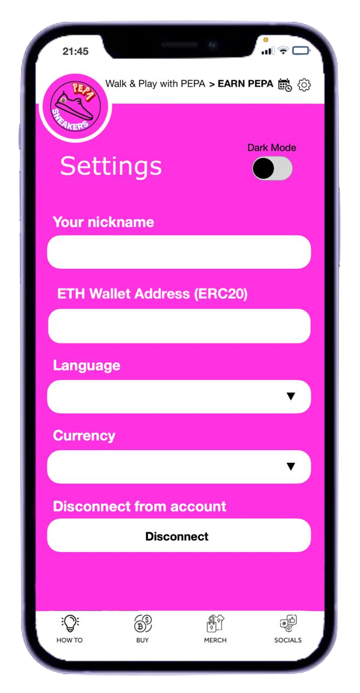 21:45
PEPA
SNEAKERS
Walk & Play with PEPA > EARN PEPA
Settings
Dark Mode
Your nickname
ETH Wallet Address (ERC20)
Language
Currency
Disconnect from account
Disconnect
HOW TO
BUY
MERCH
SOCIALS